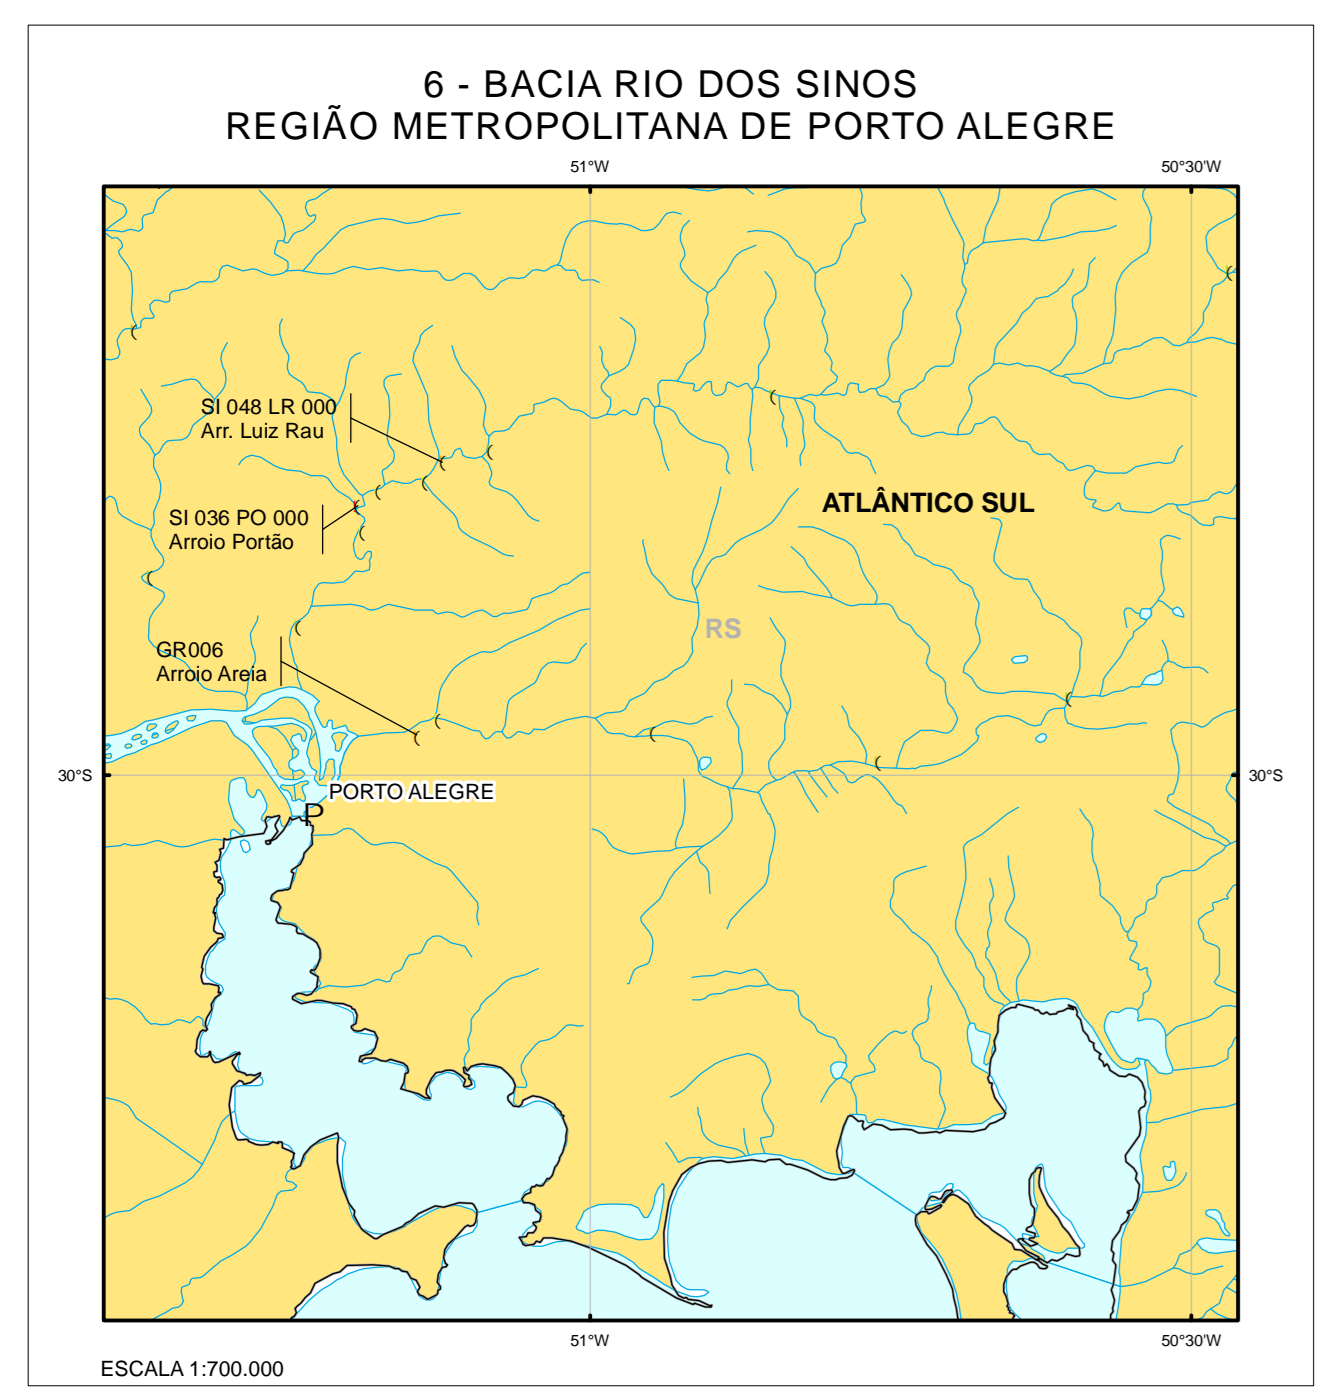 6 - BACIA RIO DOS SINOS
REGIÃO METROPOLITANA DE PORTO ALEGRE
51°W
50°30'W
SI 048 LR 000
Arr. Luiz Rau
ATLÂNTICO SUL
SI 036 PO 000
Arroio Portão
RS
GR006
Arroio Areia
30°S
30°S
PORTO ALEGRE
P
51°W
50°30'W
ESCALA 1:700.000